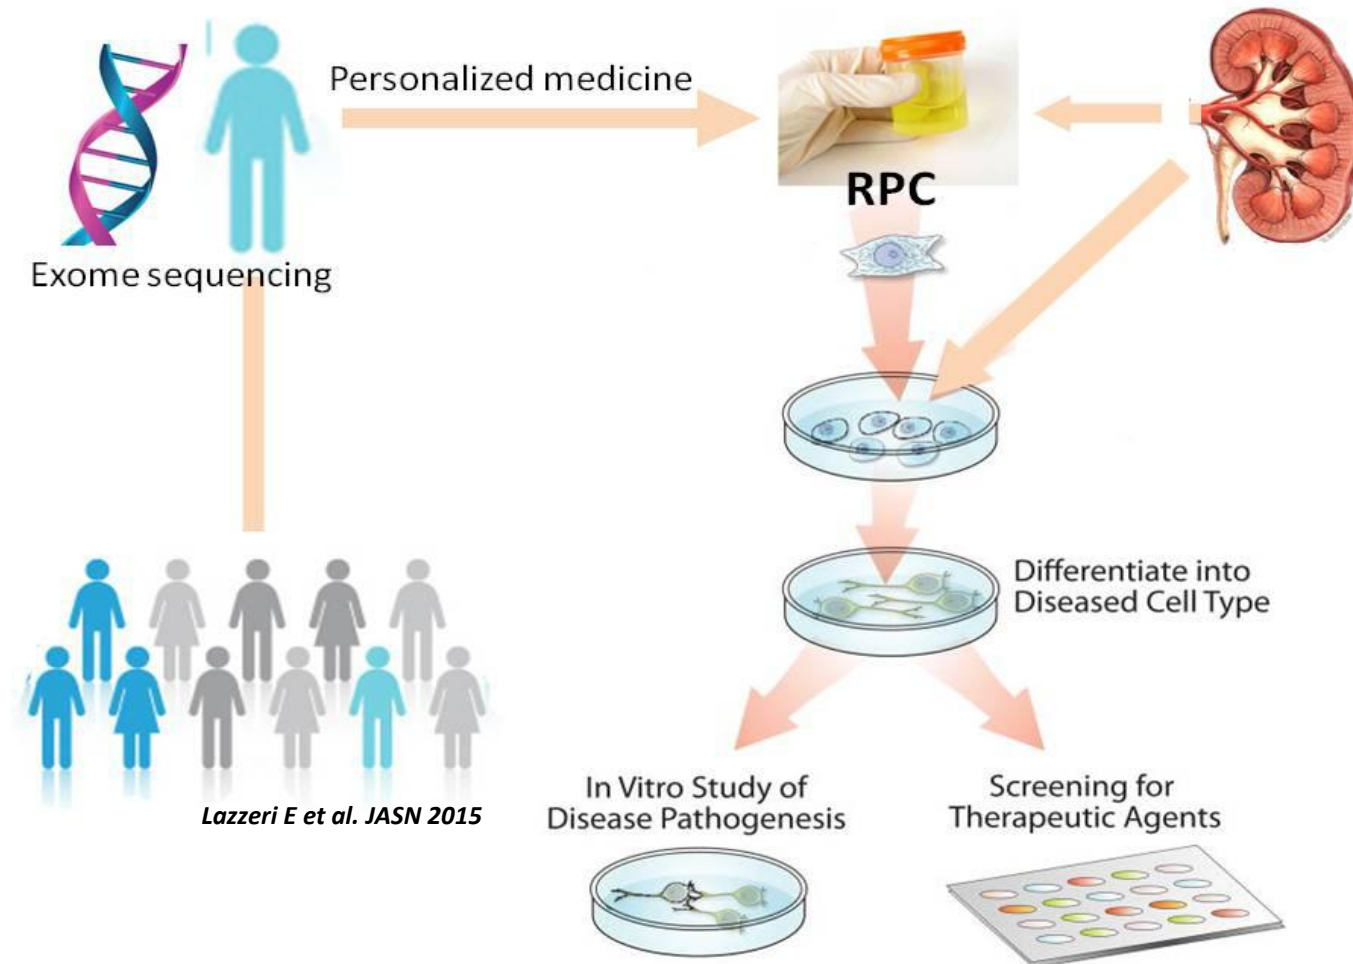 Personalized medicine
RPC
Exome sequencing
Differentiate into
Diseased Cell Type
In Vitro Study of
Disease Pathogenesis
Screening for
Therapeutic Agents
Lazzeri E et al. JASN 2015